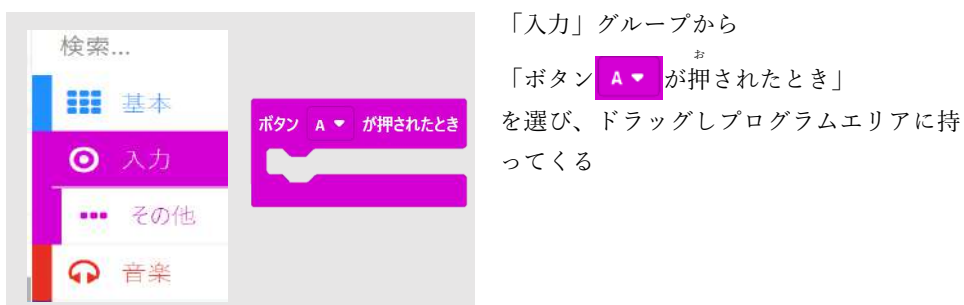 検索...
基本
入力
その他
音楽
ボタン A が押されたとき
「入力」グループから
お
「ボタン A が押されたとき」
を選び、ドラッグしプログラムエリアに持
ってくる